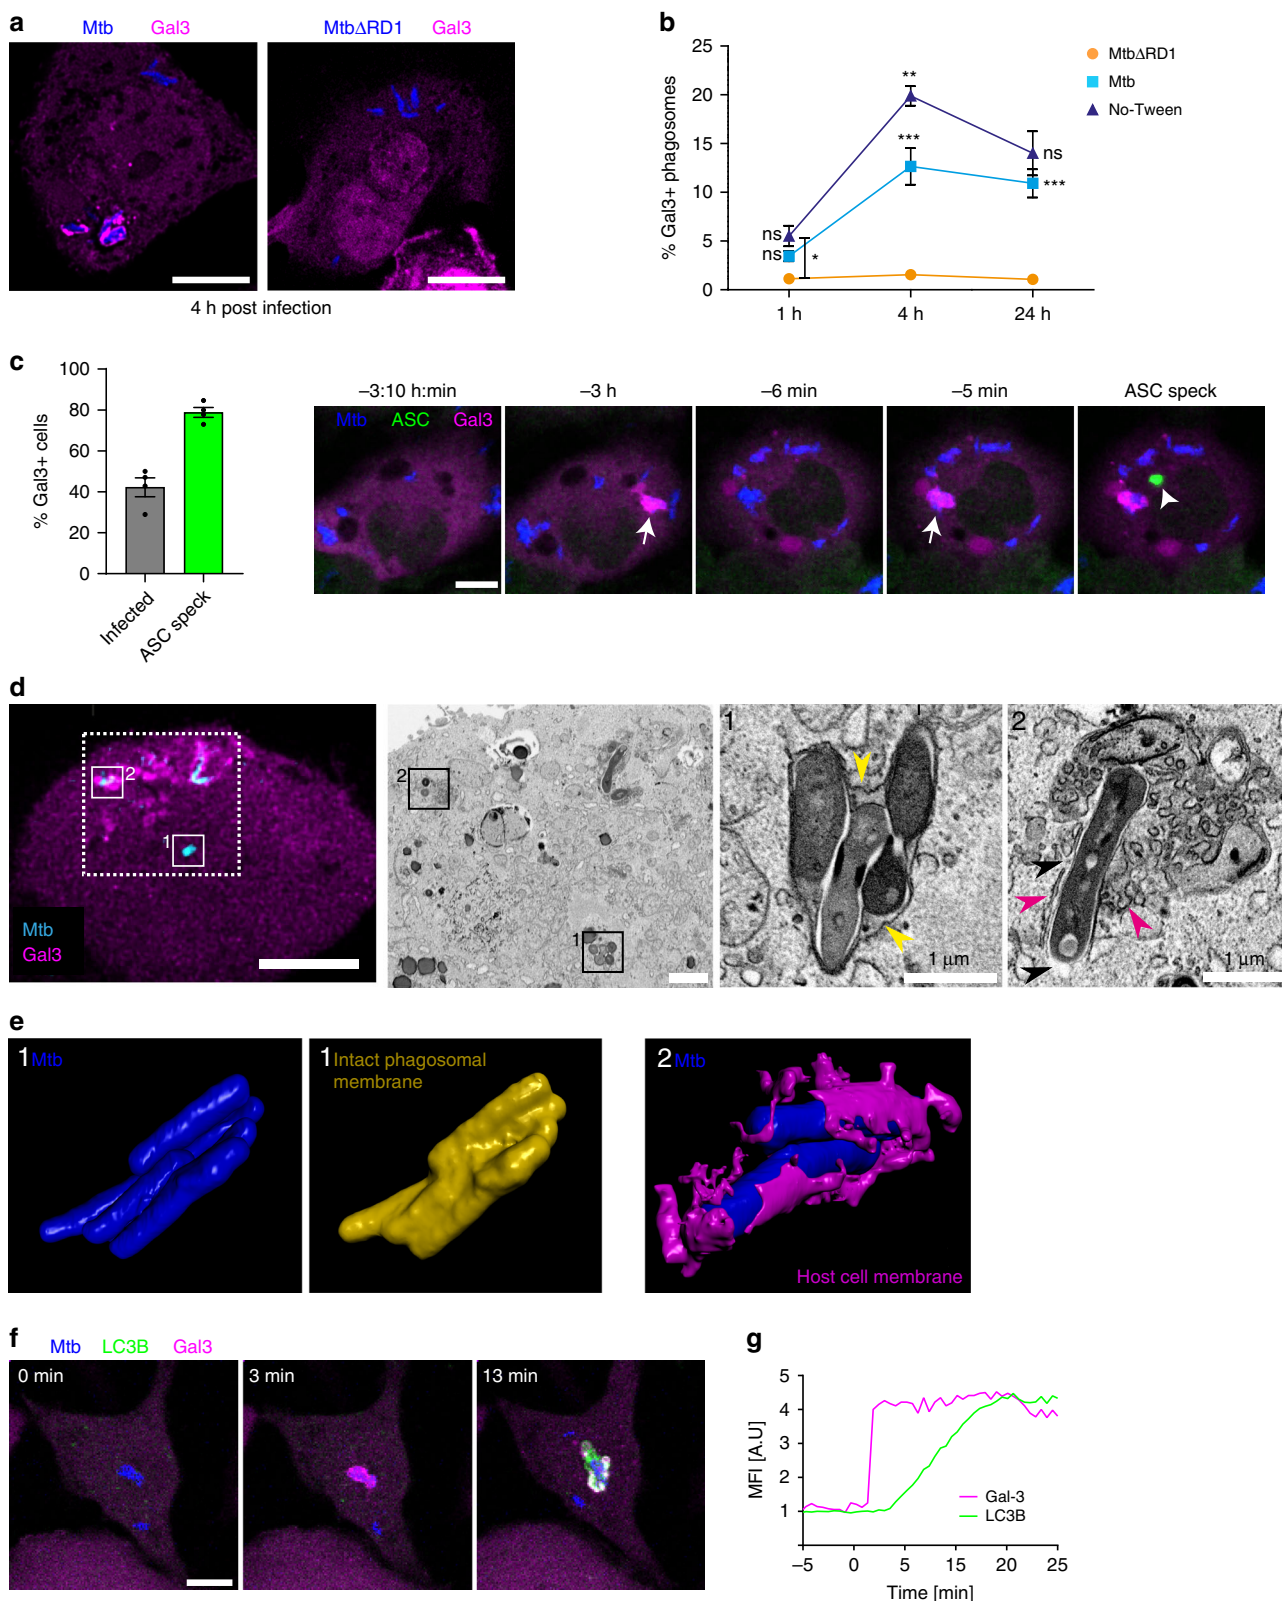 a
Mtb Gal3
MtbΔRD1 Gal3
4 h post infection
b
25
20
15
10
5
0
% Gal3+ phagosomes
1 h 4 h 24 h
MtbΔRD1
Mtb
No-Tween
**
***
ns
***
ns
ns
*
c
100
80
60
40
20
0
% Gal3+ cells
Infected
ASC speck
–3:10 h:min –3 h –6 min –5 min ASC speck
Mtb ASC Gal3
d
2
1
Mtb
Gal3
2
1
1
1 μm
2
1 μm
e
1 Mtb
1 Intact phagosomal
membrane
2 Mtb
Host cell membrane
f
Mtb LC3B Gal3
0 min 3 min 13 min
g
5
4
3
2
1
MFI [A.U]
Gal-3
LC3B
–5 0 5 15 20 25
Time [min]